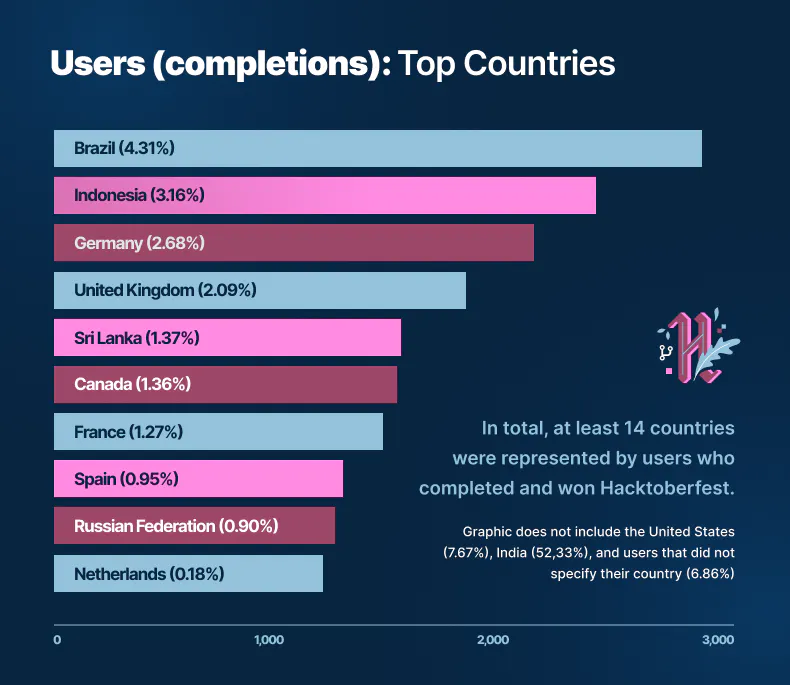 Users (completions): Top Countries
Brazil (4.31%)
Indonesia (3.16%)
Germany (2.68%)
United Kingdom (2.09%)
Sri Lanka (1.37%)
Canada (1.36%)
France (1.27%)
Spain (0.95%)
Russian Federation (0.90%)
Netherlands (0.18%)
In total, at least 14 countries
were represented by users who
completed and won Hacktoberfest.
Graphic does not include the United States
(7.67%), India (52,33%), and users that did not
specify their country (6.86%)
0 1,000 2,000 3,000